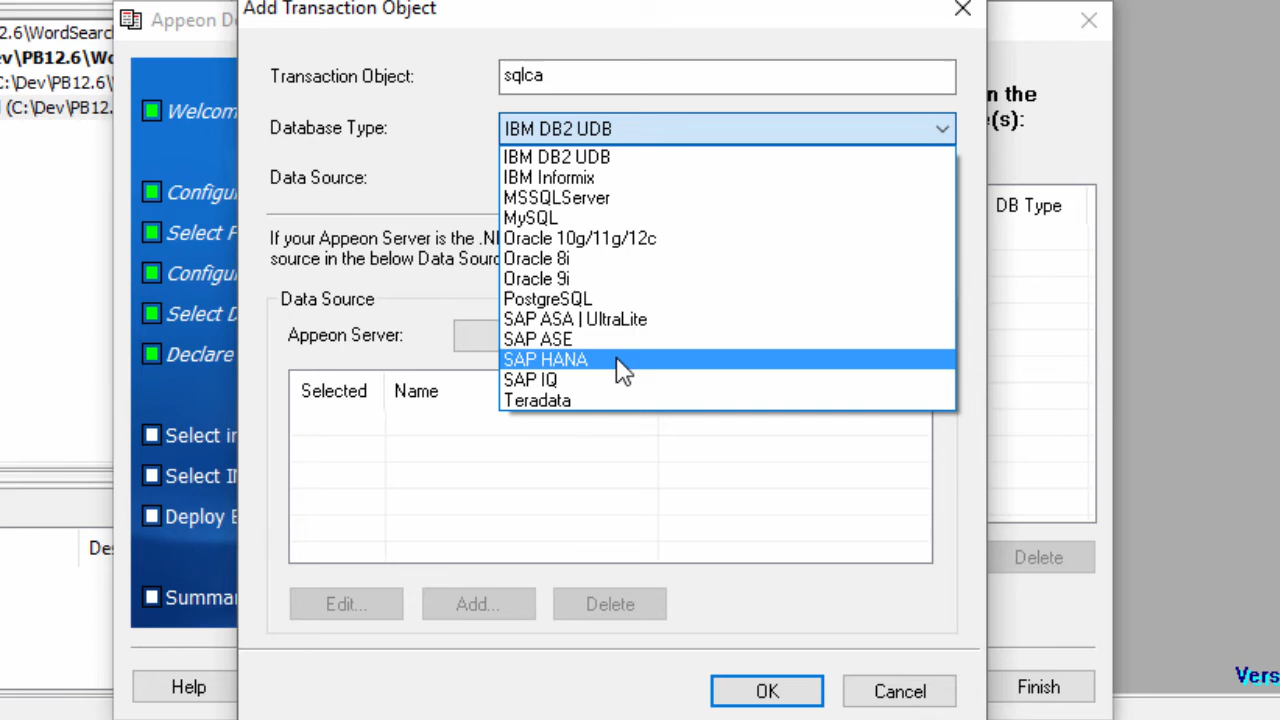 Add Transaction Object
2.6\WordSearc
Appeon D
ev\PB12.6\Wo
C:\Dev\PB12.6\
(C:\Dev\PB12.
Welcom
Configu
Select F
Configu
Select D
Declare
Select in
Select I
Deploy E
Summar
Des
Help
Transaction Object:
sqlca
Database Type:
IBM DB2 UDB
IBM DB2 UDB
IBM Informix
MSSQLServer
MySQL
Oracle 10g/11g/12c
Oracle 8i
Oracle 9i
PostgreSQL
SAP ASA | UltraLite
SAP ASE
SAP HANA
SAP IQ
Teradata
Data Source:
If your Appeon Server is the .N
source in the below Data Sourc
Data Source
Appeon Server:
Selected Name
Edit... Add... Delete
OK Cancel
n the
e(s):
DB Type
Delete
Finish
Vers